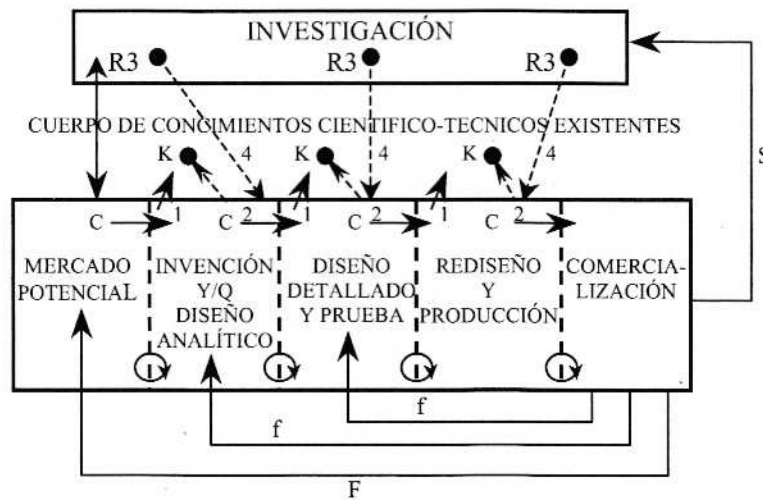 INVESTIGACIÓN
R3 R3 R3
CUERPO DE CONCIMIENTOS CIENTIFICO-TECNICOS EXISTENTES
K 4 K 4 K 4
S
C 1 C 2 1 C 2 1 C 2
MERCADO POTENCIAL
INVENCIÓN Y/Q DISEÑO ANALÍTICO
DISEÑO DETALLADO Y PRUEBA
REDISEÑO Y PRODUCCIÓN
COMERCIA- LIZACIÓN
f
f
F